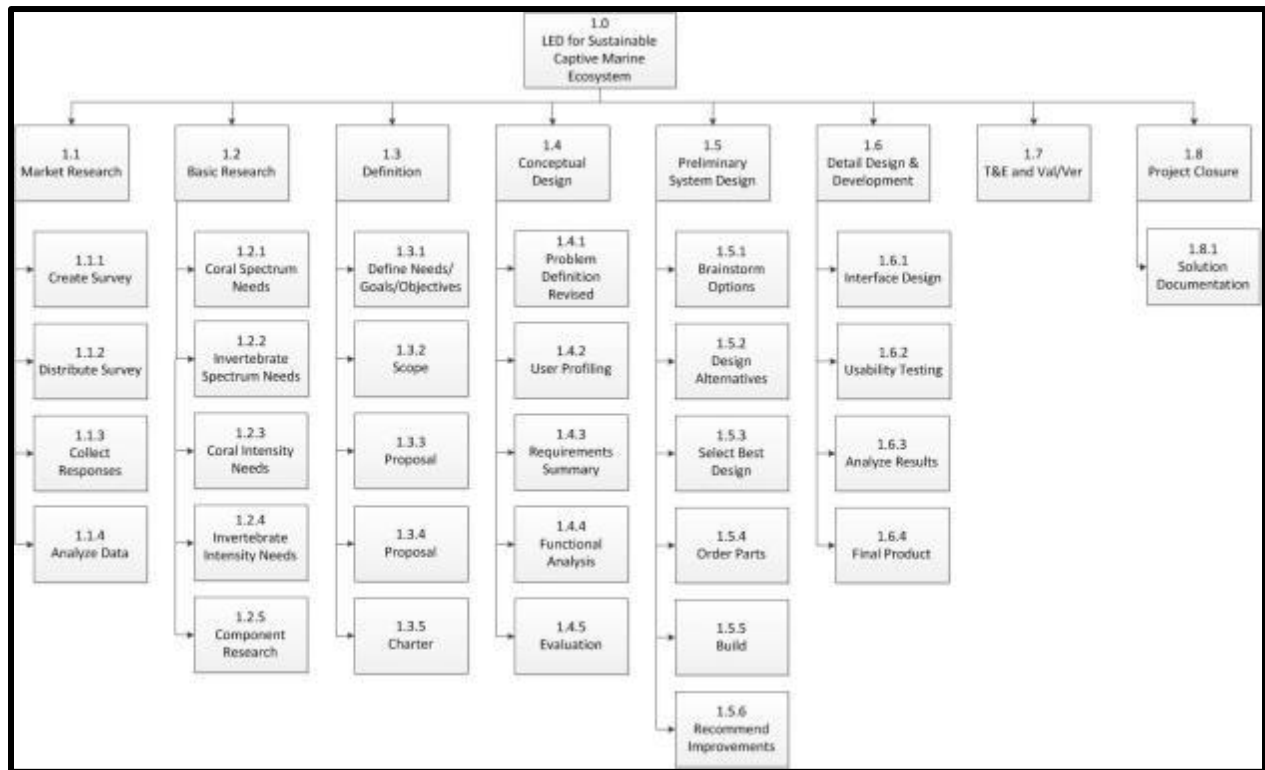 1.0
LED for Sustainable
Captive Marine
Ecosystem
1.1
Market Research
1.2
Basic Research
1.3
Definition
1.4
Conceptual
Design
1.5
Preliminary
System Design
1.6
Detail Design &
Development
1.7
T&E and Val/Ver
1.8
Project Closure
1.1.1
Create Survey
1.1.2
Distribute Survey
1.1.3
Collect
Responses
1.1.4
Analyze Data
1.2.1
Coral Spectrum
Needs
1.2.2
Invertebrate
Spectrum Needs
1.2.3
Coral Intensity
Needs
1.2.4
Invertebrate
Intensity Needs
1.2.5
Component
Research
1.3.1
Define Needs/
Goals/Objectives
1.3.2
Scope
1.3.3
Proposal
1.3.4
Proposal
1.3.5
Charter
1.4.1
Problem
Definition
Revised
1.4.2
User Profiling
1.4.3
Requirements
Summary
1.4.4
Functional
Analysis
1.4.5
Evaluation
1.5.1
Brainstorm
Options
1.5.2
Design
Alternatives
1.5.3
Select Best
Design
1.5.4
Order Parts
1.5.5
Build
1.5.6
Recommend
Improvements
1.6.1
Interface Design
1.6.2
Usability Testing
1.6.3
Analyze Results
1.6.4
Final Product
1.8.1
Solution
Documentation